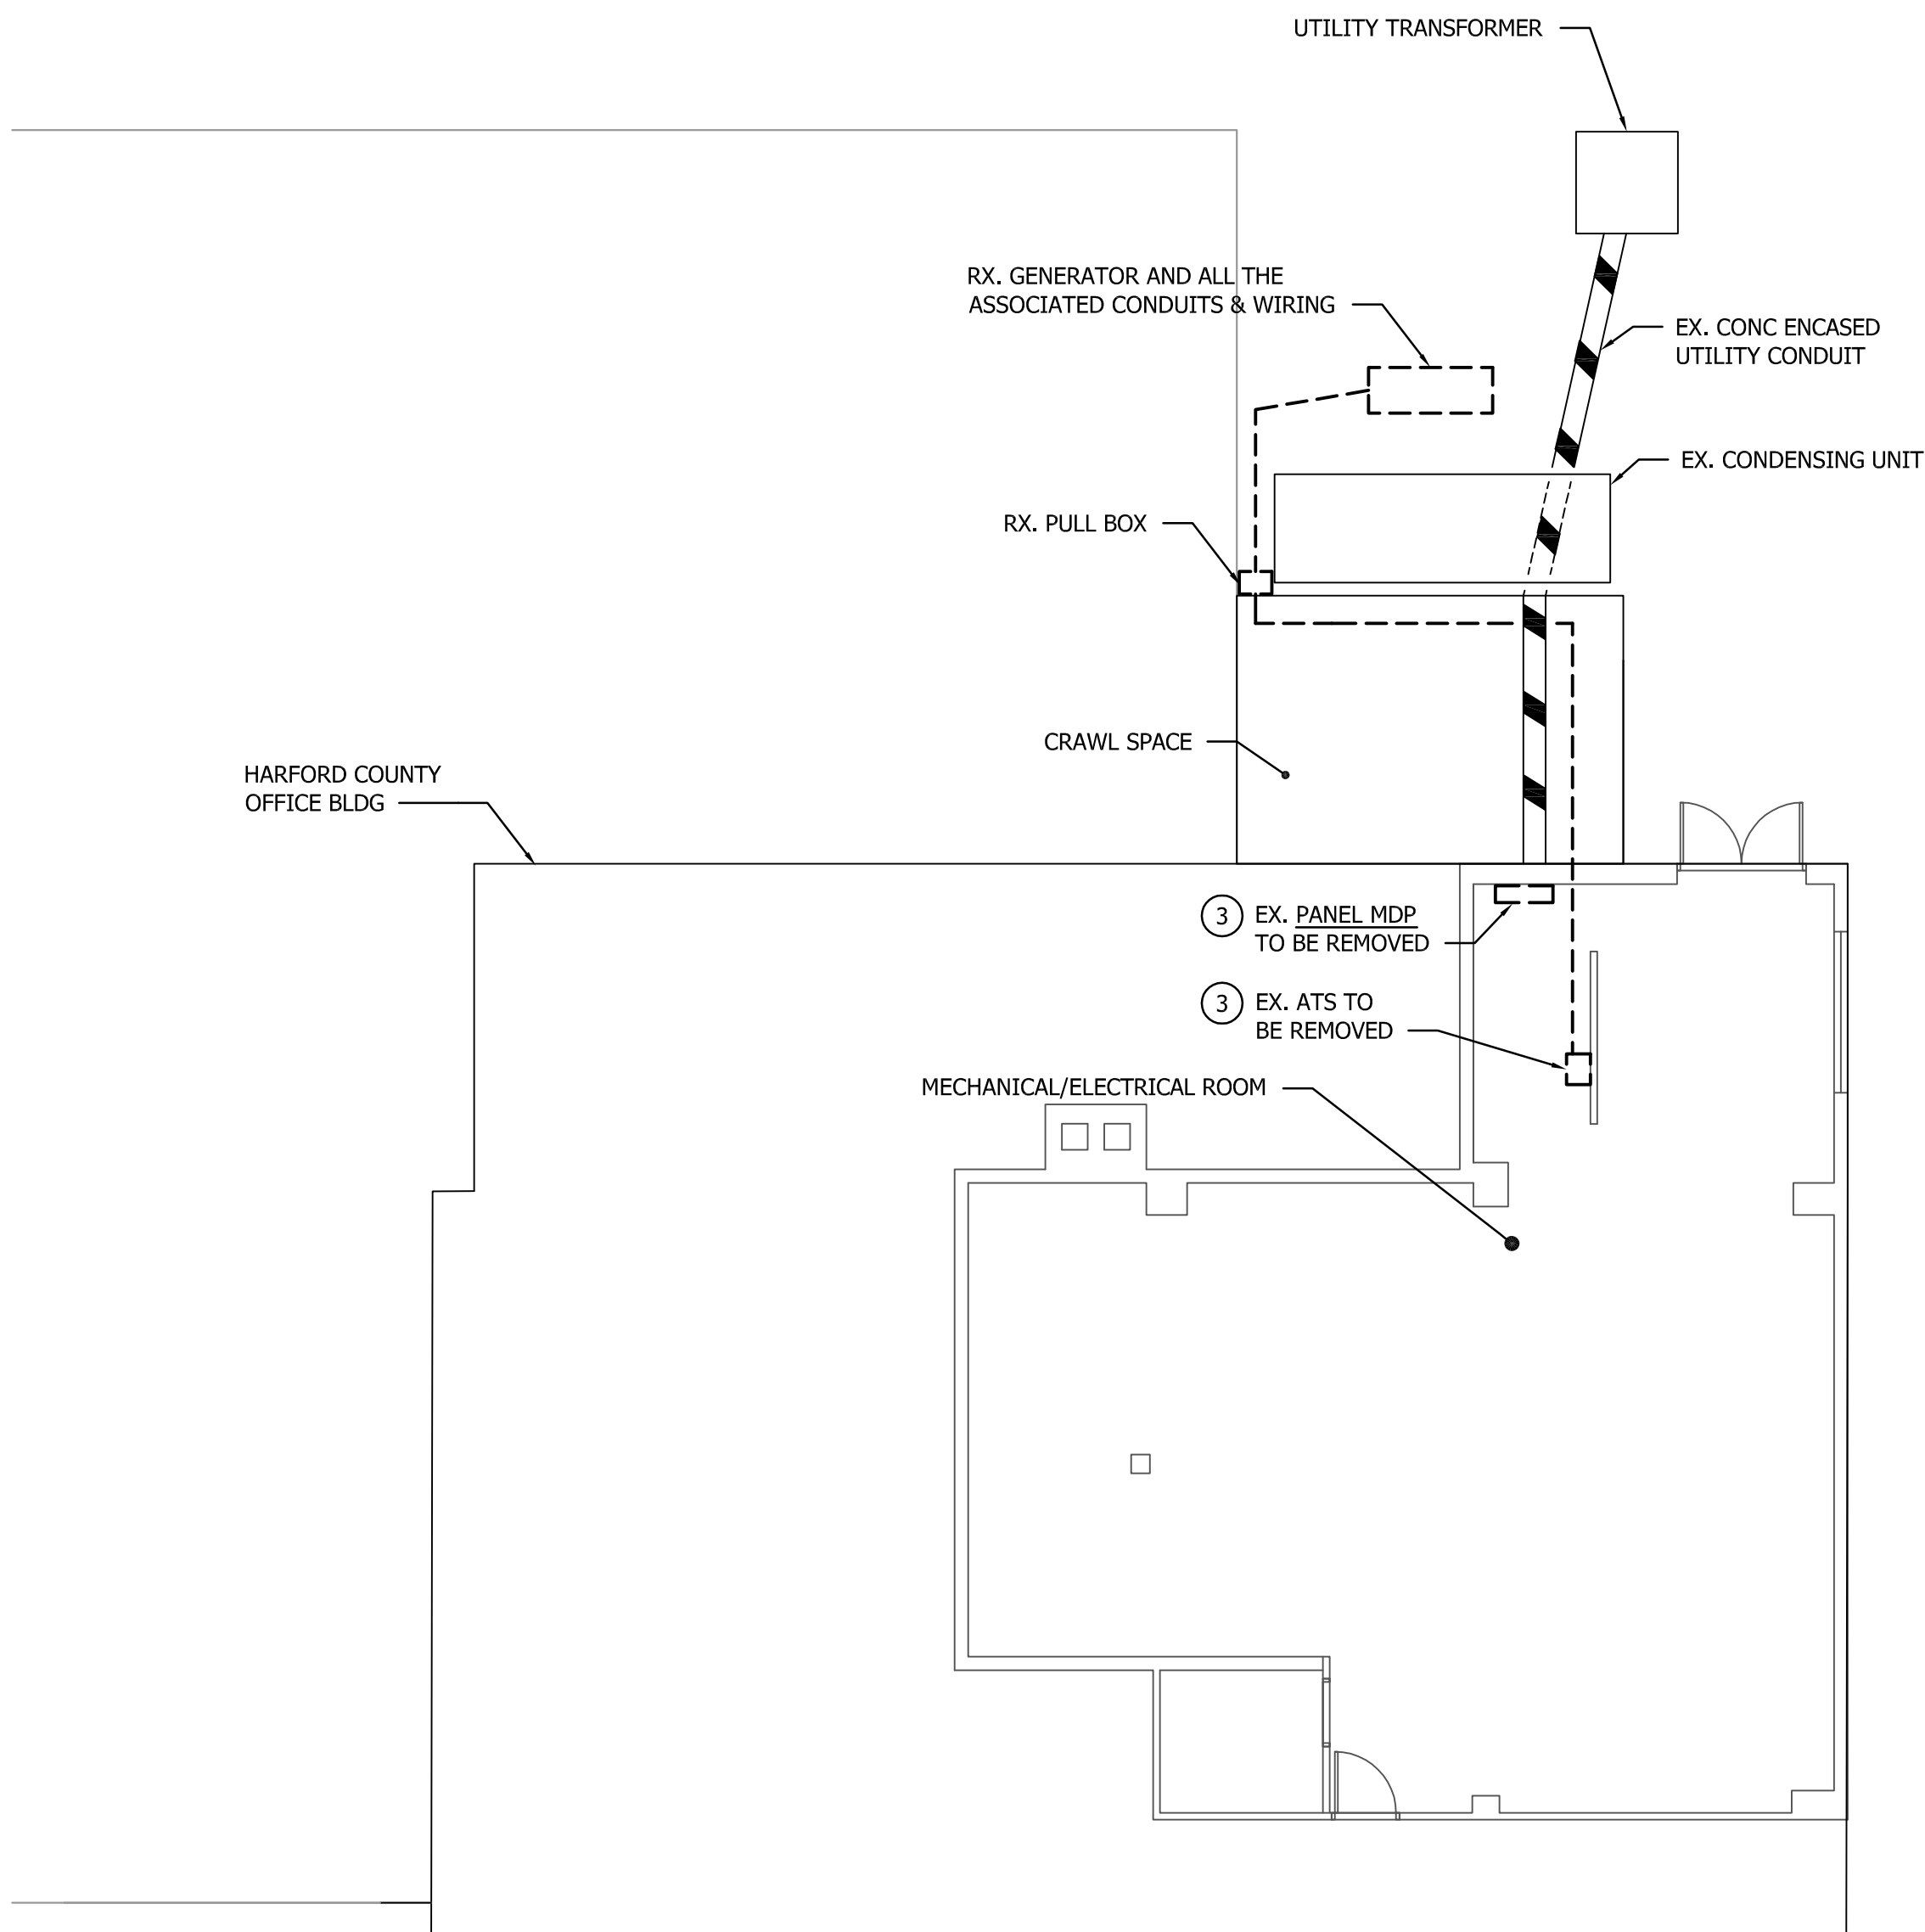 UTILITY TRANSFORMER
RX. GENERATOR AND ALL THE
ASSOCIATED CONDUITS & WIRING
EX. CONC ENCASED
UTILITY CONDUIT
EX. CONDENSING UNIT
RX. PULL BOX
CRAWL SPACE
HARFORD COUNTY
OFFICE BLDG
3
EX. PANEL MDP
TO BE REMOVED
3
EX. ATS TO
BE REMOVED
MECHANICAL/ELECTRICAL ROOM